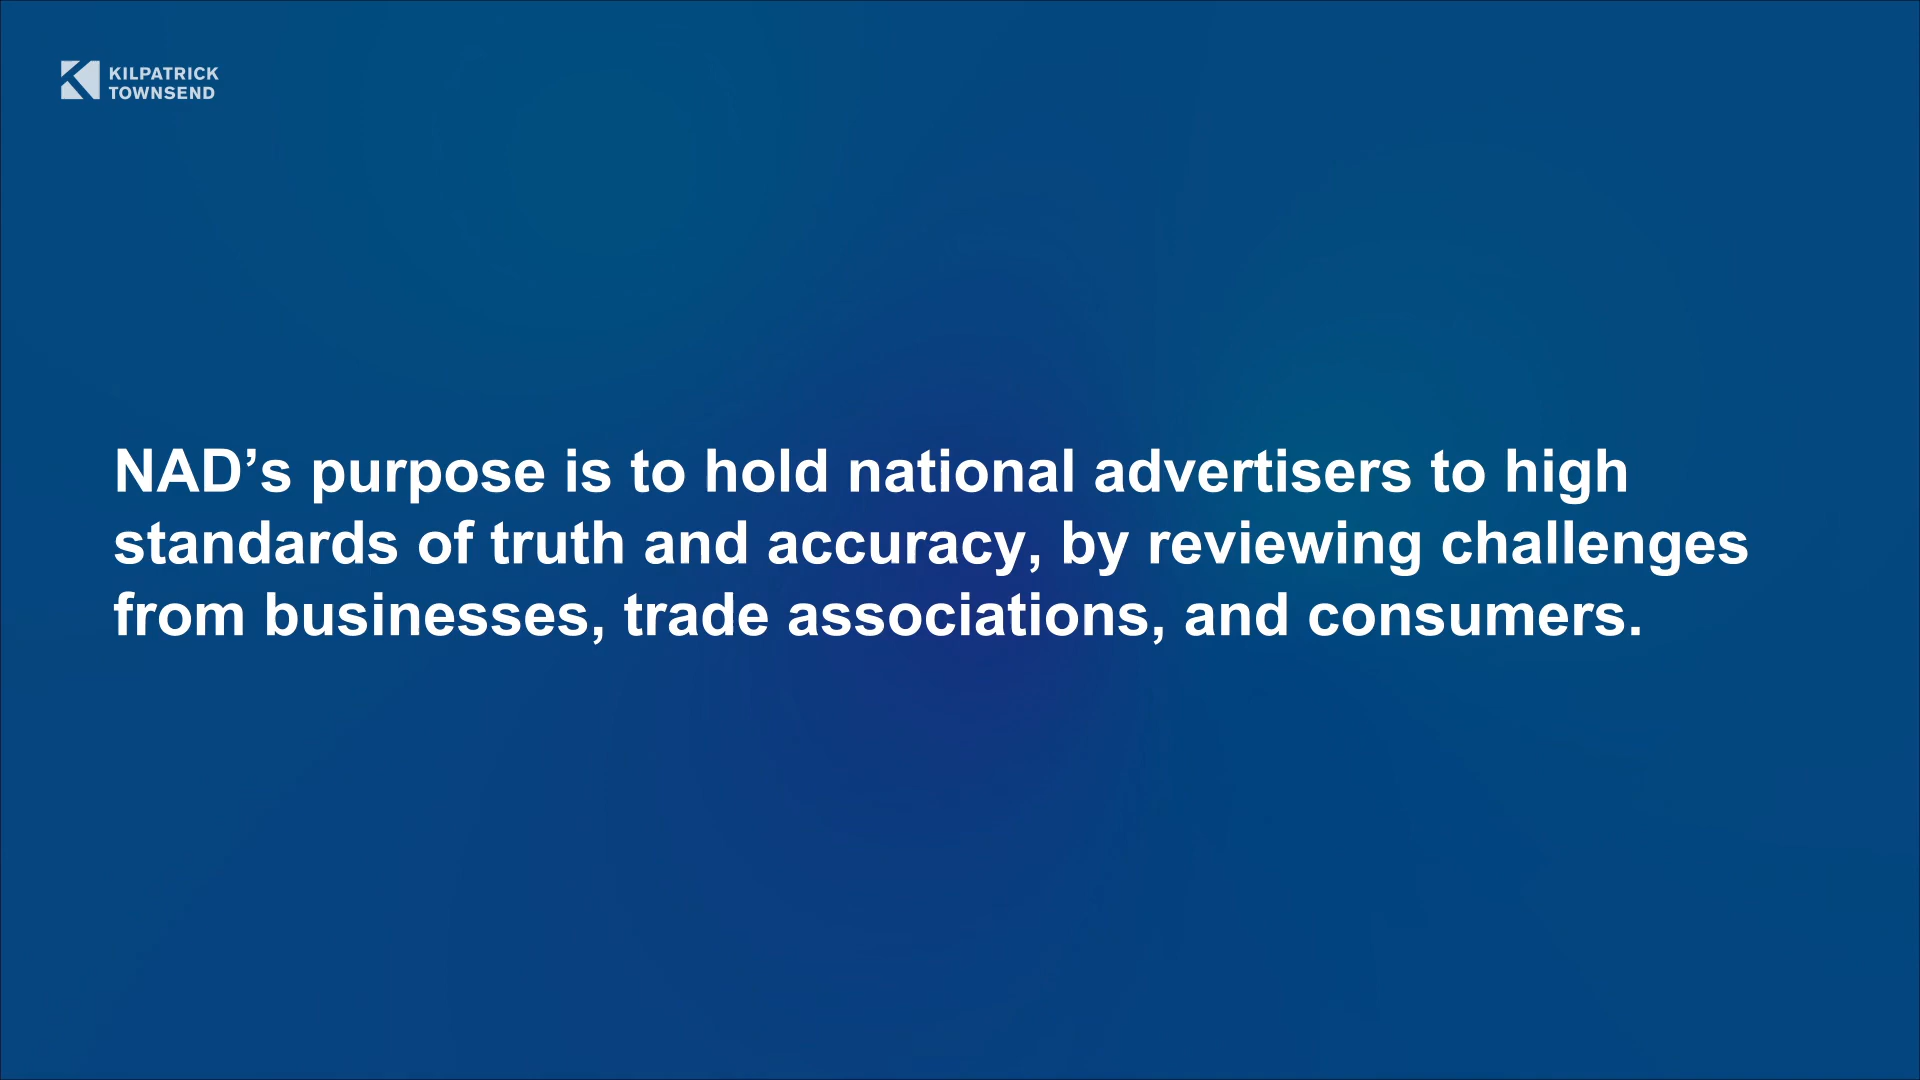 KILPATRICK
TOWNSEND
NAD’s purpose is to hold national advertisers to high
standards of truth and accuracy, by reviewing challenges
from businesses, trade associations, and consumers.